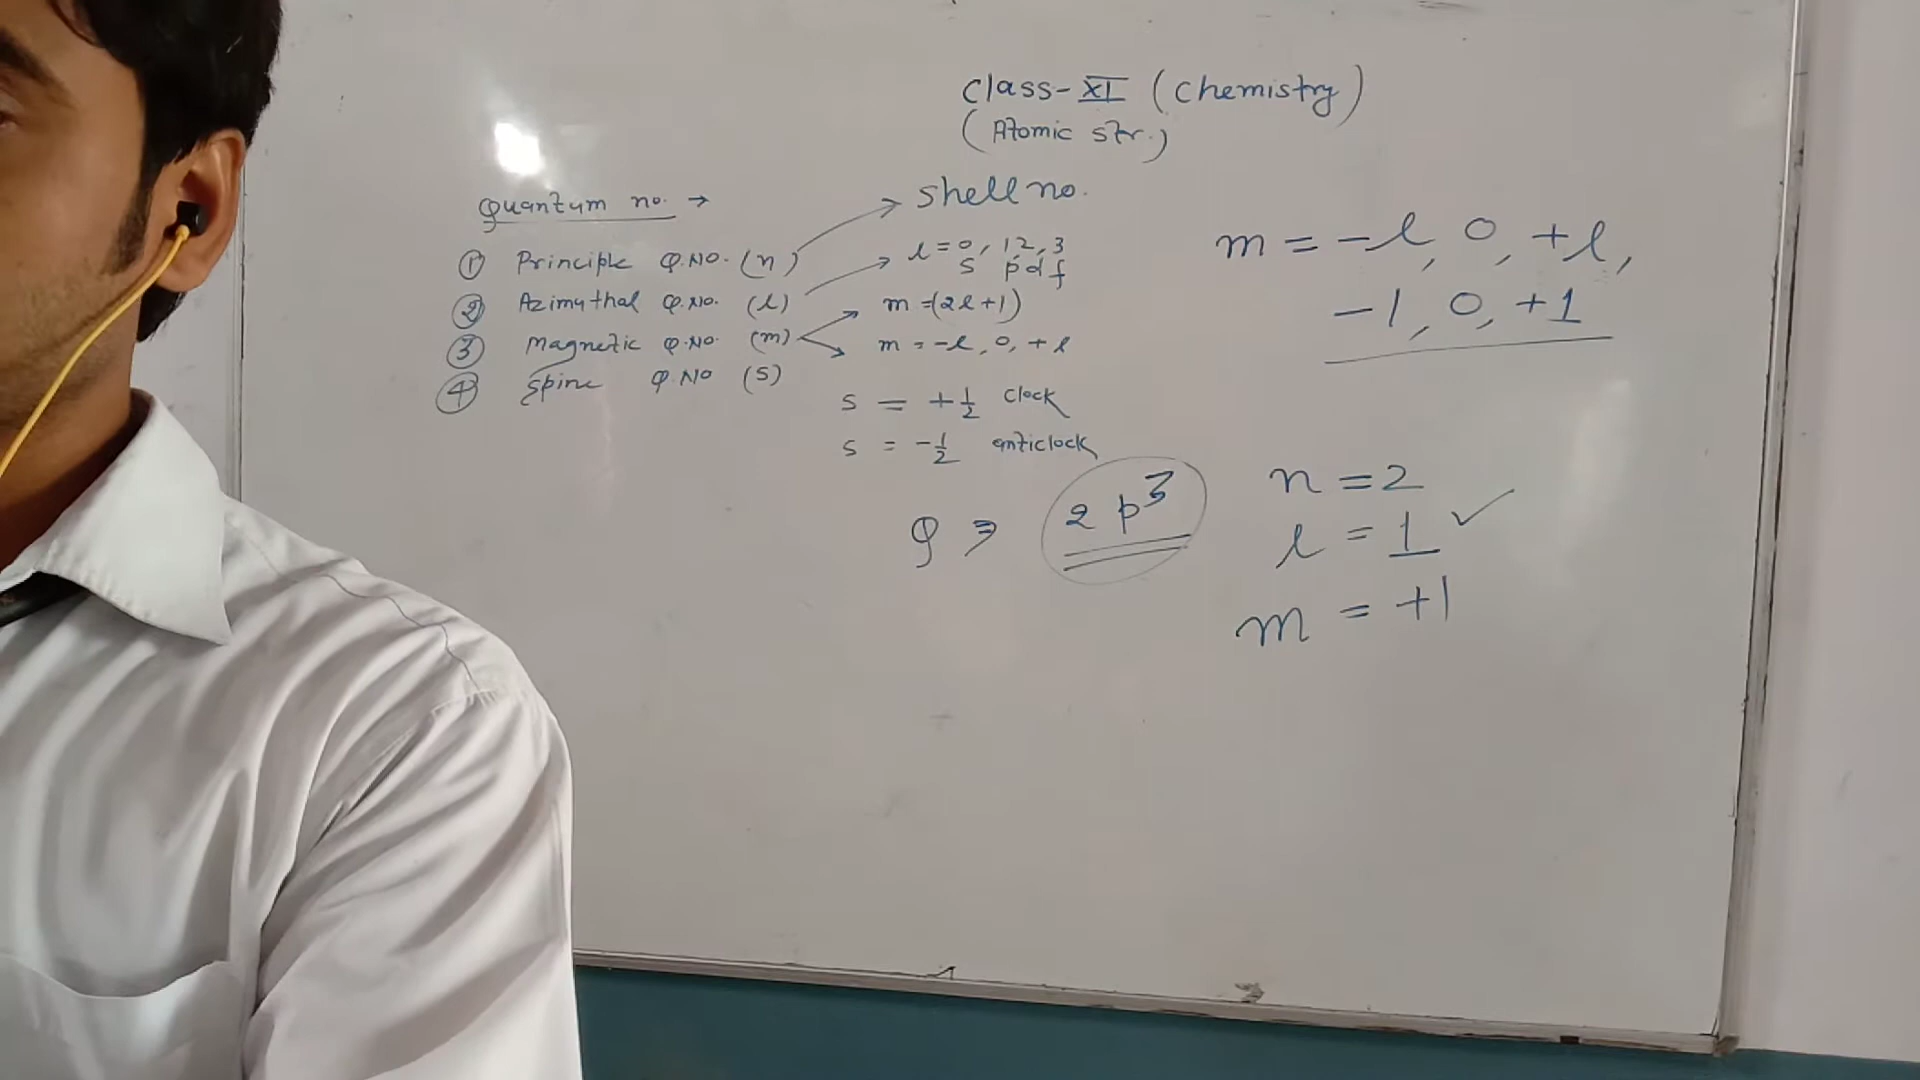 Class-XI (Chemistry)
(Atomic str.)
Quantum no. →
① Principle Q.NO. (n) → shell no.
② Azimuthal Q.No. (l) → l = 0, 1 2, 3
s p d f
③ Magnetic Q.No. (m) → m =(2l+1)
m = -l, 0, + l
④ Spine Q.NO (S)
s = +1/2 clock
s = -1/2 anticlock
m = -l, 0, +l,
-1, 0, +1
Q ⇒ 2p³
n = 2
l = 1 ✓
m = +1